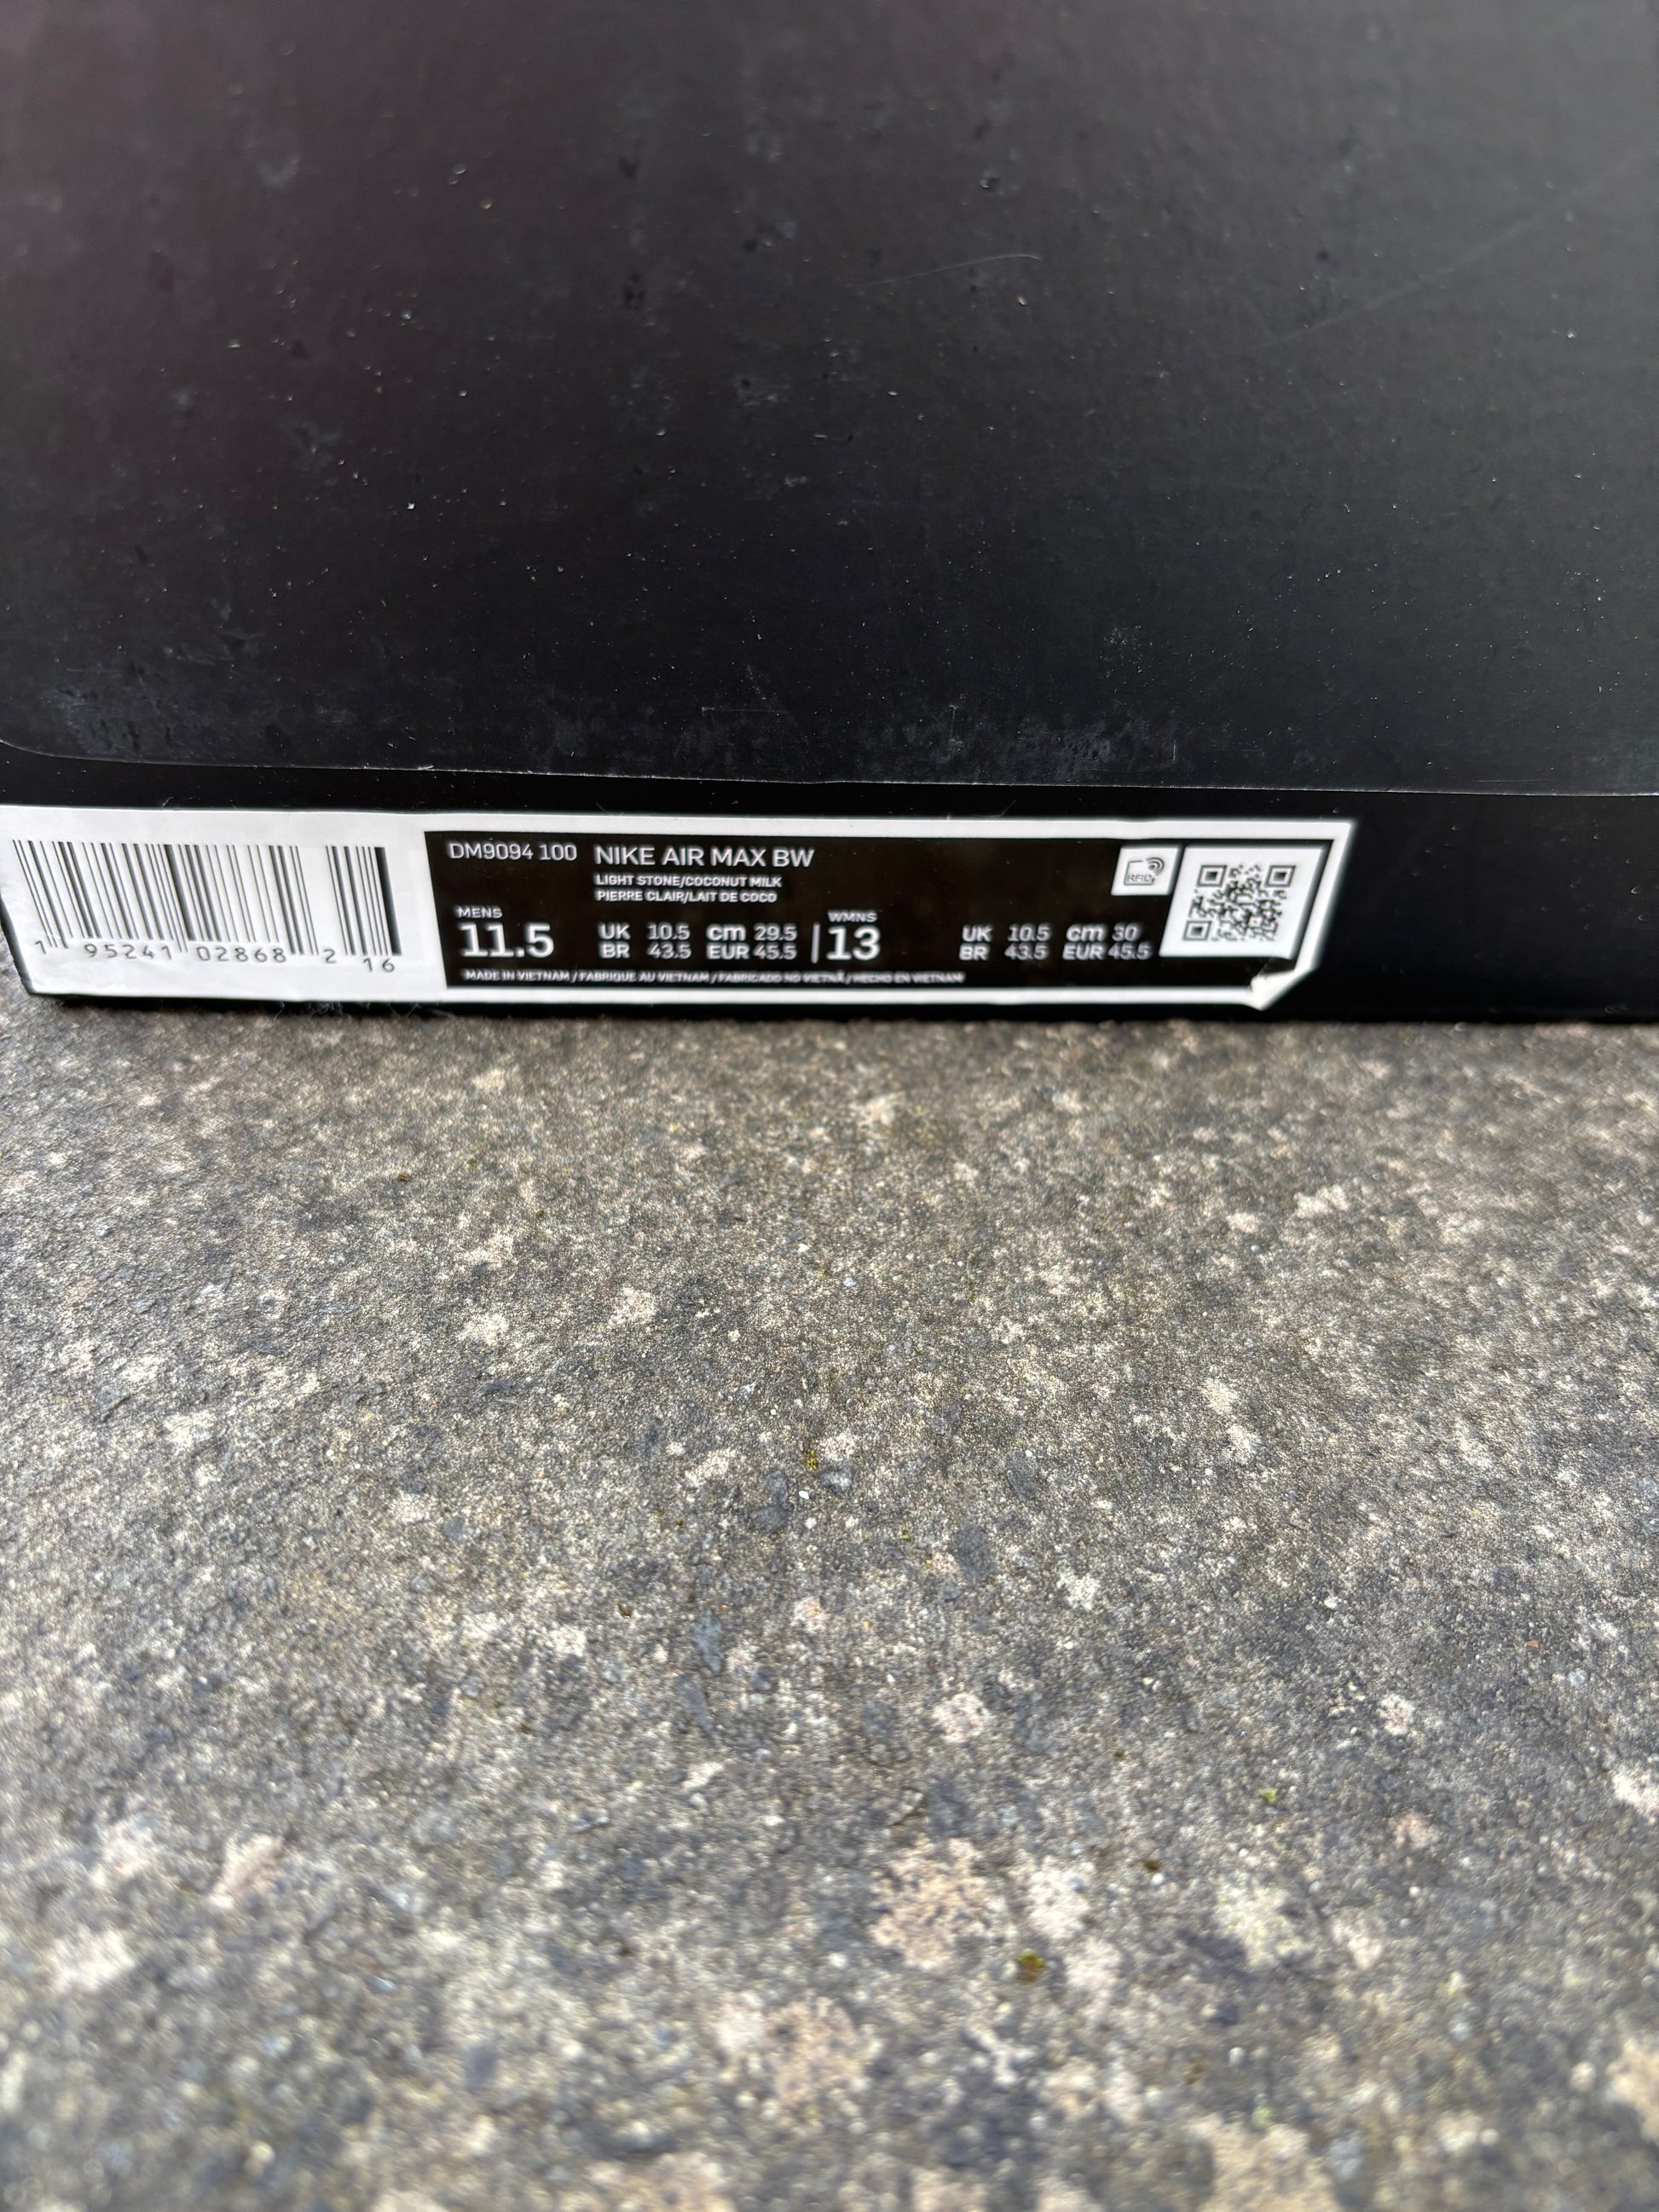 1 95241 02868 2 16
DM9094 100 NIKE AIR MAX BW
LIGHT STONE/COCONUT MILK
PIERRE CLAIR/LAIT DE COCO
MENS WMNS
11.5 UK 10.5 cm 29.5 13 UK 10.5 cm 30
BR 43.5 EUR 45.5 BR 43.5 EUR 45.5
MADE IN VIETNAM / FABRIQUE AU VIETNAM / FABRICADO NO VIETNÃ / HECHO EN VIETNAM
RFID